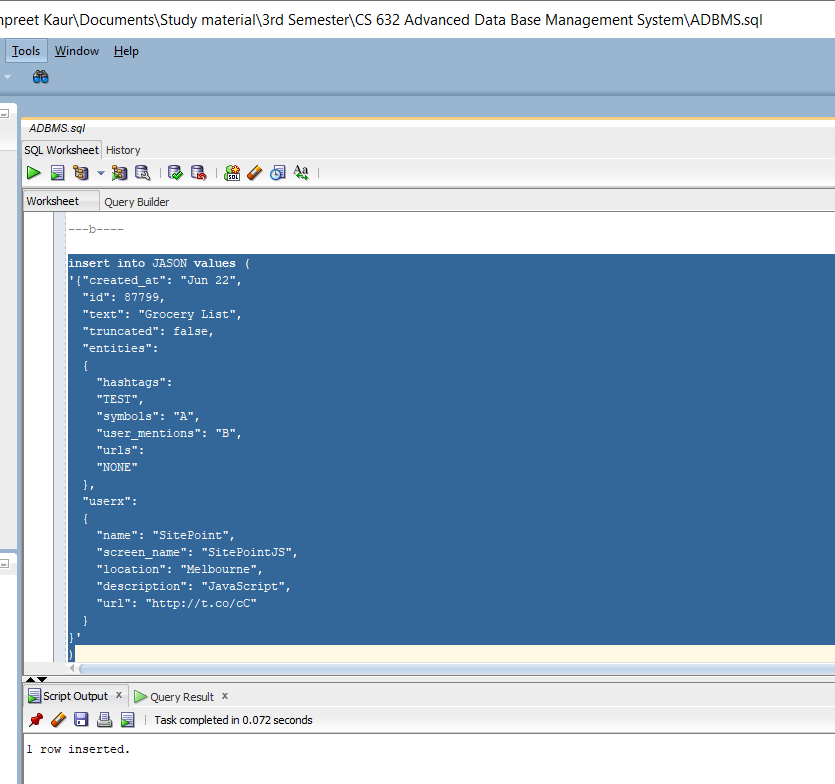 npreet Kaur\Documents\Study material\3rd Semester\CS 632 Advanced Data Base Management System\ADBMS.sql
Tools Window Help
ADBMS.sql
SQL Worksheet History
SQL
Aa
Worksheet Query Builder
---b----
insert into JASON values (
'{"created_at": "Jun 22",
"id": 87799,
"text": "Grocery List",
"truncated": false,
"entities":
{
"hashtags":
"TEST",
"symbols": "A",
"user_mentions": "B",
"urls":
"NONE"
},
"userx":
{
"name": "SitePoint",
"screen_name": "SitePointJS",
"location": "Melbourne",
"description": "JavaScript",
"url": "http://t.co/cC"
}
}'
)
Script Output x Query Result x
Task completed in 0.072 seconds
1 row inserted.